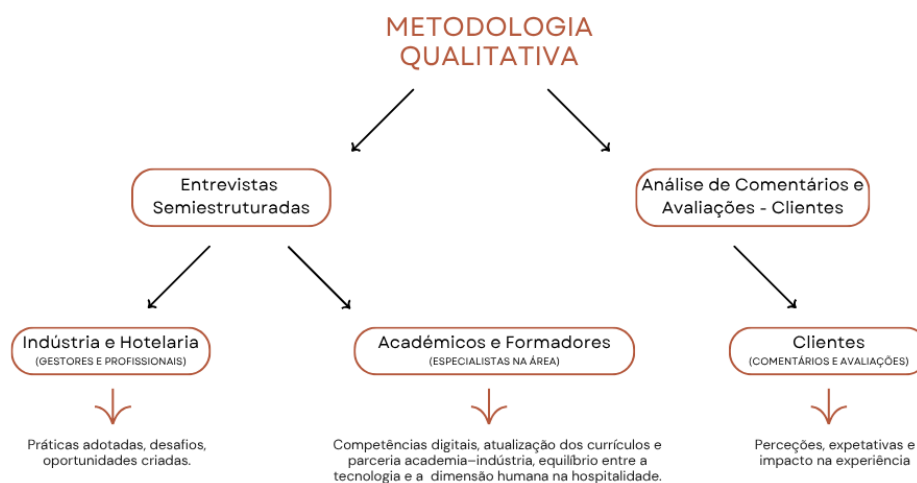 METODOLOGIA
QUALITATIVA
Entrevistas
Semiestruturadas
Análise de Comentários e
Avaliações - Clientes
Indústria e Hotelaria
(GESTORES E PROFISSIONAIS)
Académicos e Formadores
(ESPECIALISTAS NA ÁREA)
Clientes
(COMENTÁRIOS E AVALIAÇÕES)
Práticas adotadas, desafios,
oportunidades criadas.
Competências digitais, atualização dos currículos e
parceria academia–indústria, equilíbrio entre a
tecnologia e a dimensão humana na hospitalidade.
Perceções, expetativas e
impacto na experiência